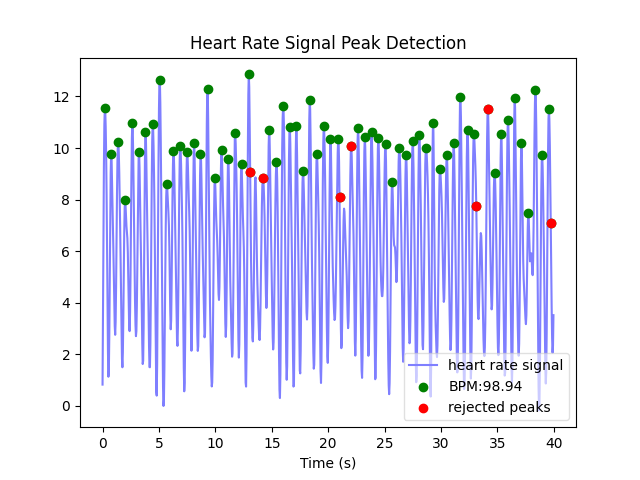 Heart Rate Signal Peak Detection
12
10
8
6
4
2
0
heart rate signal
BPM:98.94
rejected peaks
0 5 10 15 20 25 30 35 40
Time (s)